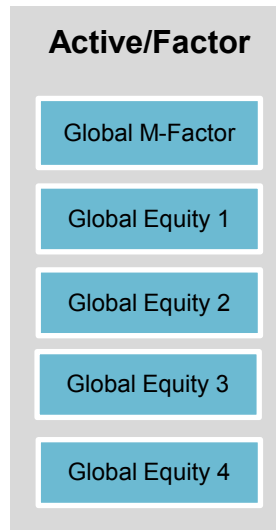 Active/Factor
Global M-Factor
Global Equity 1
Global Equity 2
Global Equity 3
Global Equity 4